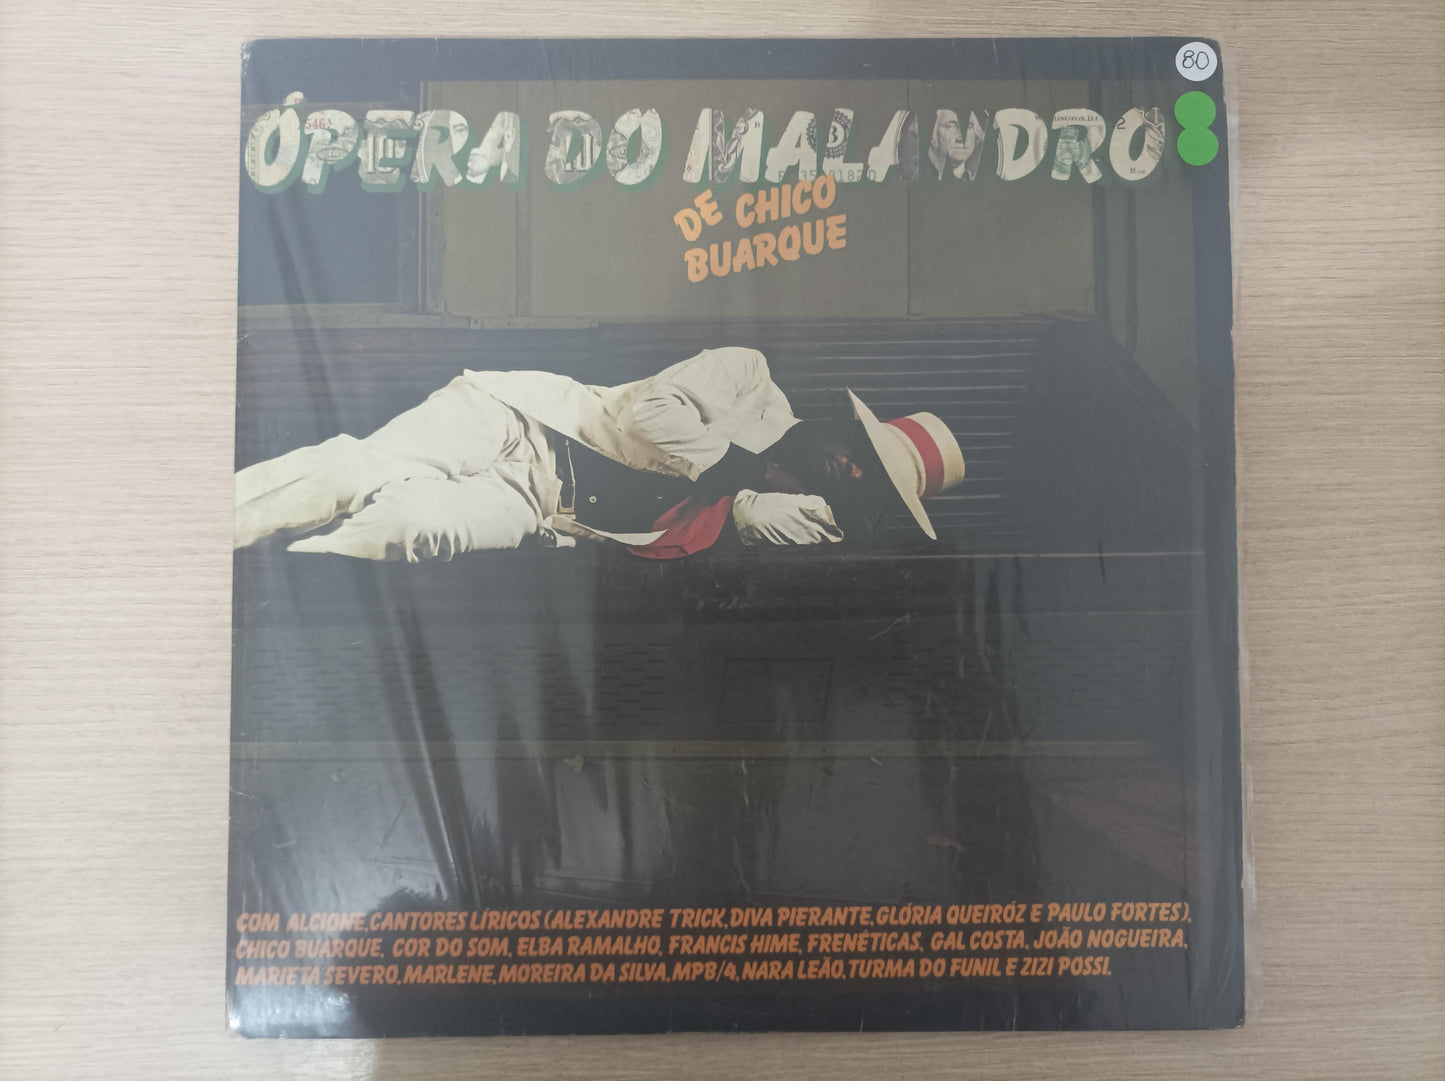 80
ÓPERA DO MALANDRO
DE CHICO
BUARQUE
COM ALCIONE, CANTORES LÍRICOS (ALEXANDRE TRICK, DIVA PIERANTE, GLÓRIA QUEIRÓZ E PAULO FORTES),
CHICO BUARQUE, COR DO SOM, ELBA RAMALHO, FRANCIS HIME, FRENÉTICAS, GAL COSTA, JOÃO NOGUEIRA,
MARIETA SEVERO, MARLENE, MOREIRA DA SILVA, MPB/4, NARA LEÃO, TURMA DO FUNIL E ZIZI POSSI.